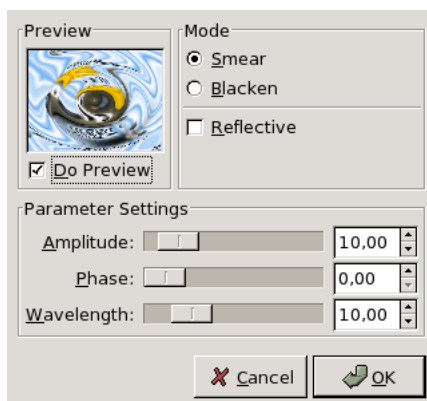 Preview
Do Preview
Mode
Smear
Blacken
Reflective
Parameter Settings
Amplitude: 10,00
Phase: 0,00
Wavelength: 10,00
Cancel OK